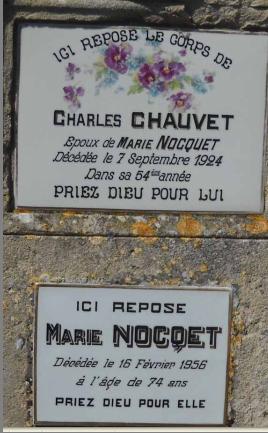 ICI REPOSE LE CORPS DE
CHARLES CHAUVET
Epoux de MARIE NOCQUET
Décédée le 7 Septembre 1924
Dans sa 64ème année
PRIEZ DIEU POUR LUI
ICI REPOSE
MARIE NOCQET
Décédée le 16 Février 1956
à l'âge de 74 ans
PRIEZ DIEU POUR ELLE